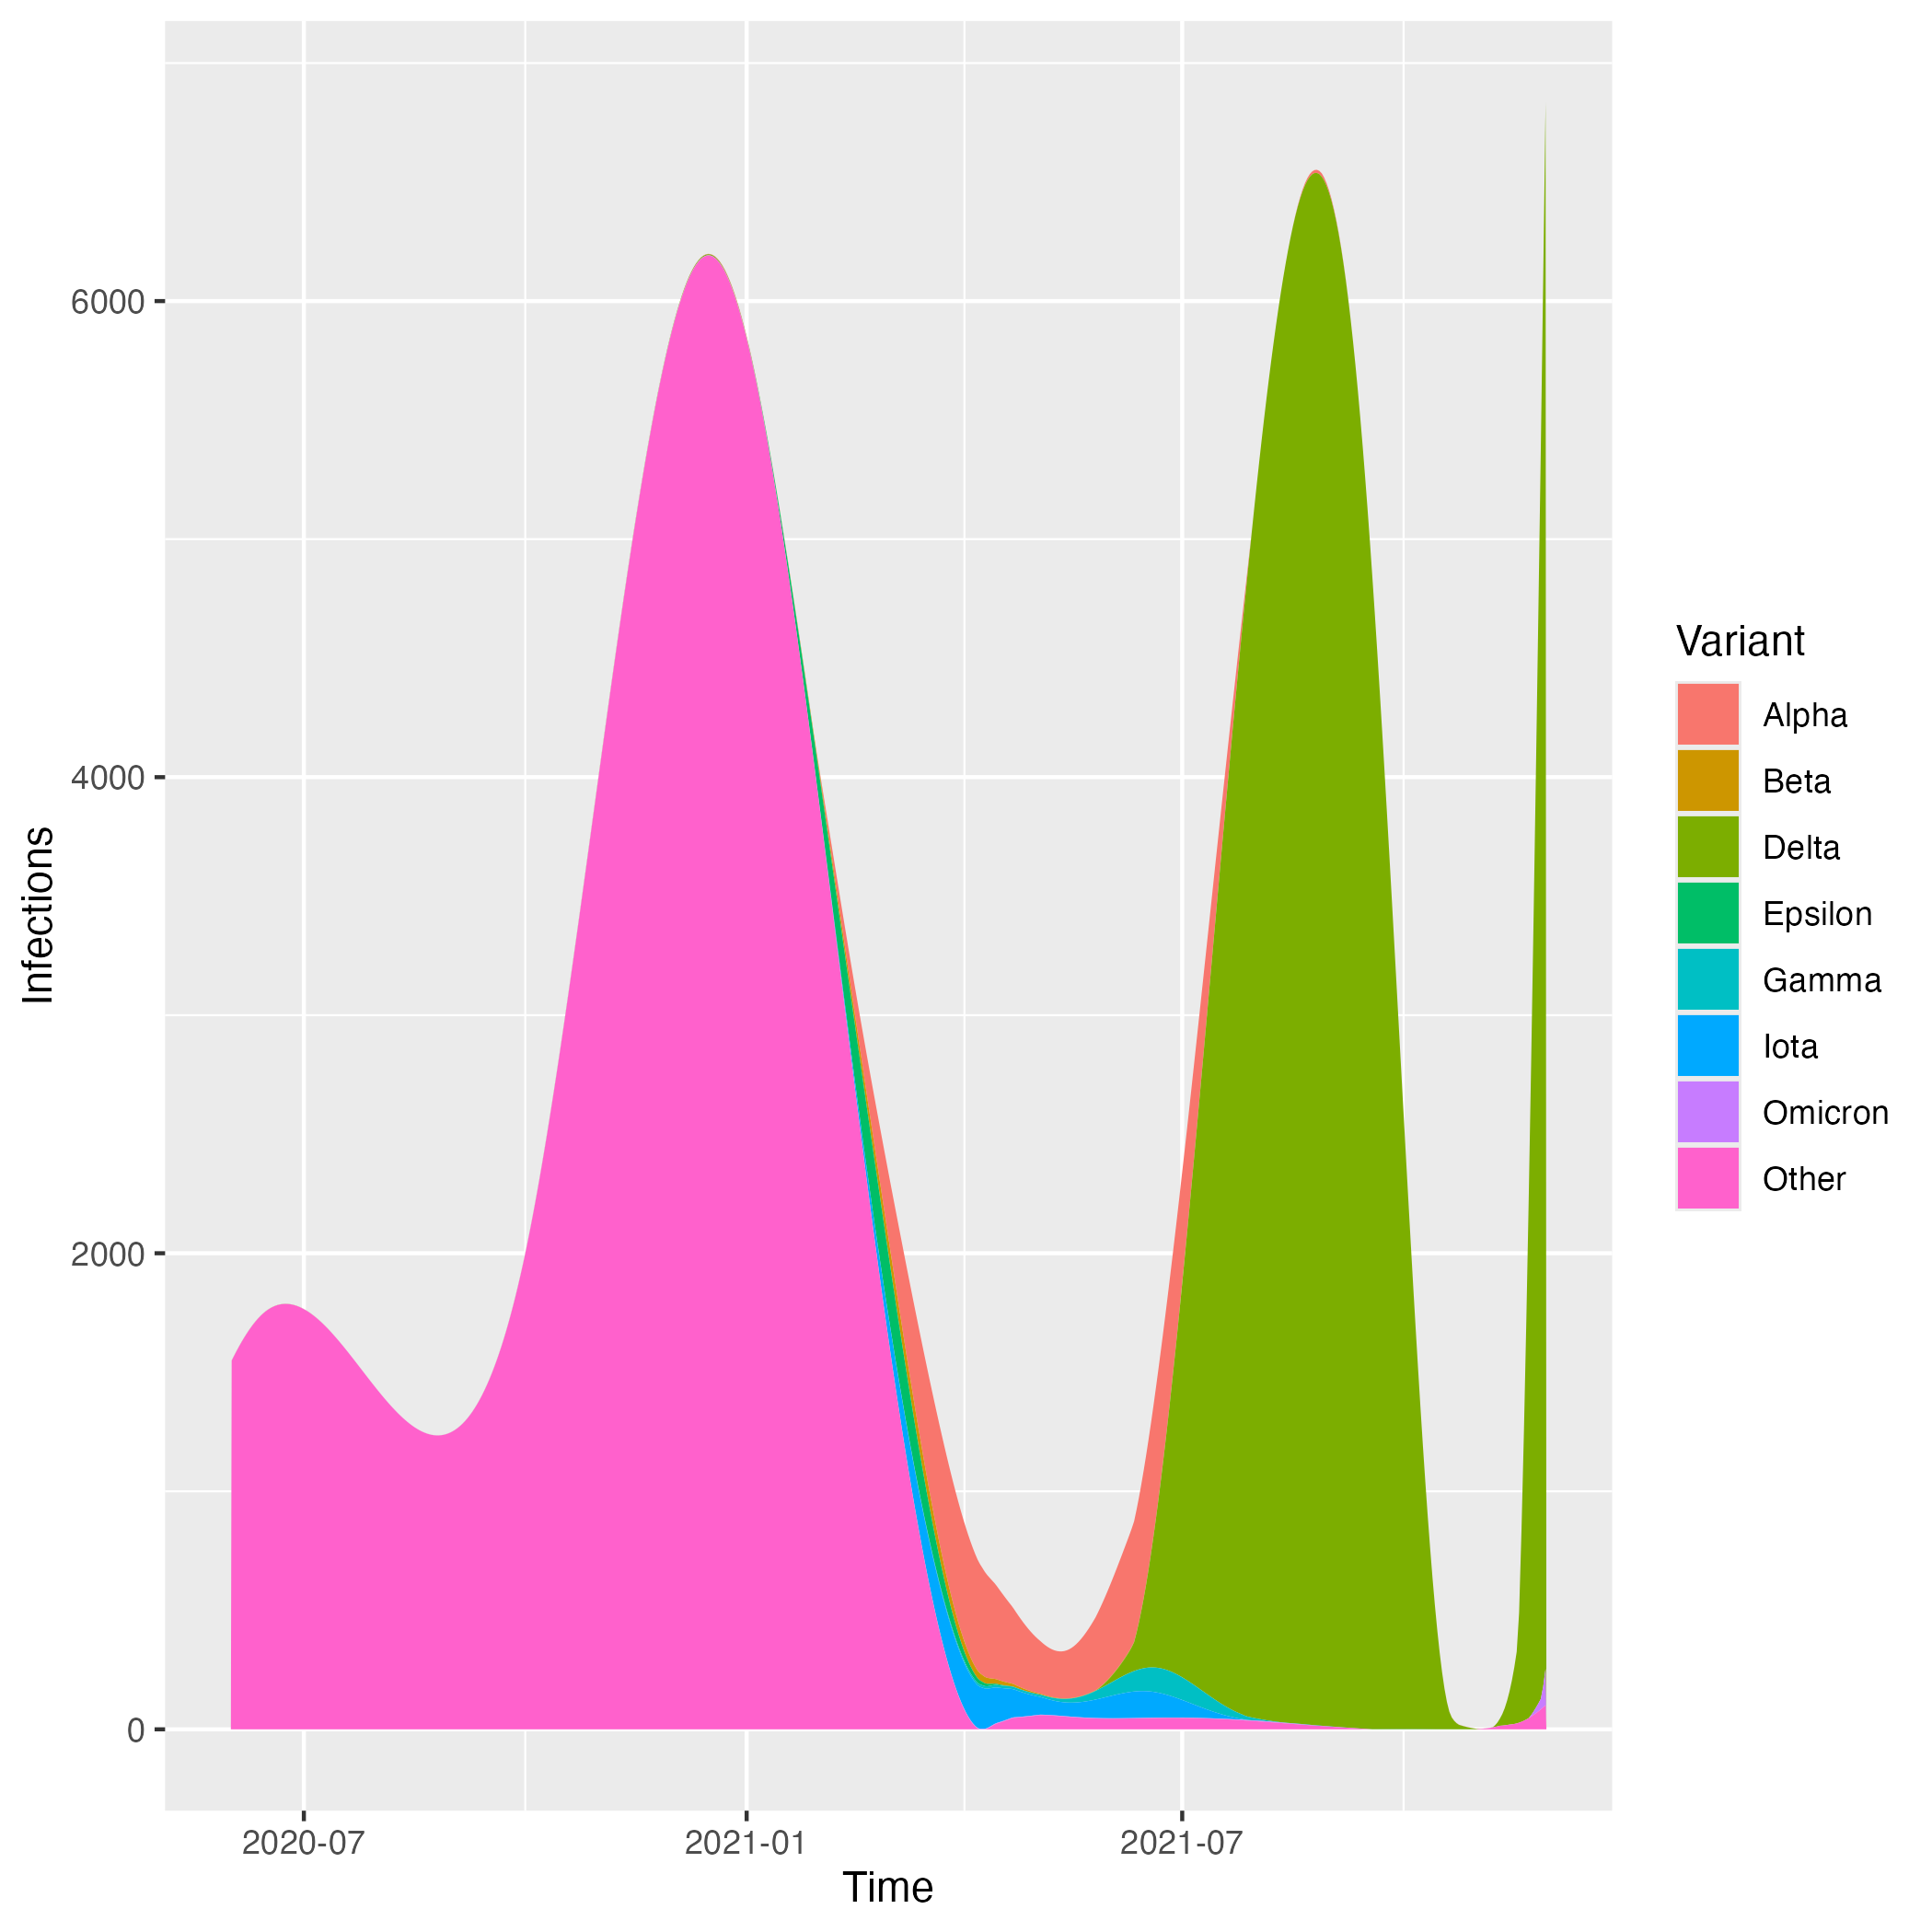 6000
4000
2000
0
Infections
2020-07
2021-01
2021-07
Time
Variant
Alpha
Beta
Delta
Epsilon
Gamma
Iota
Omicron
Other